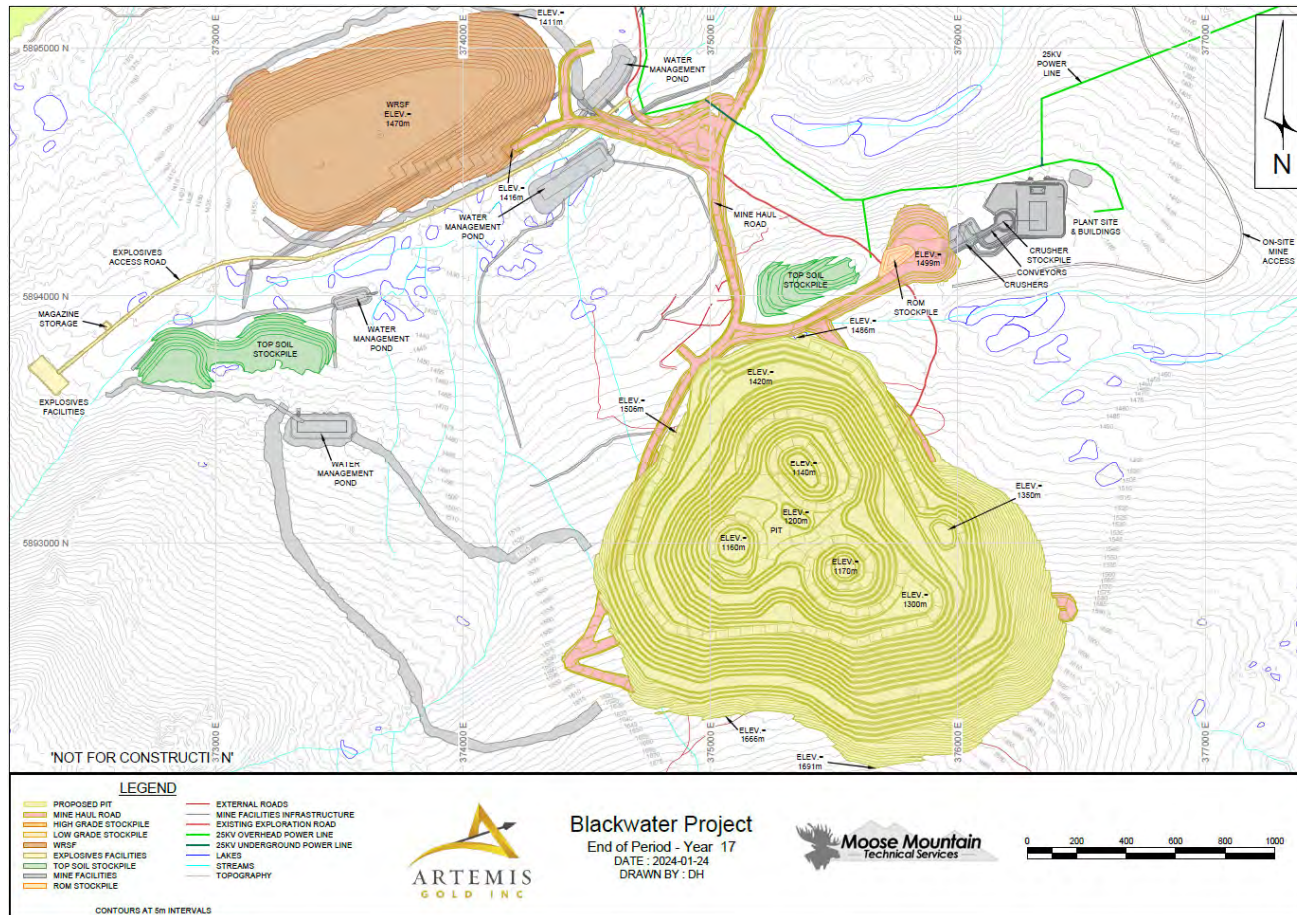 ELEV.=
1411m
5895000 N
373000 E
374000 E
375000 E
376000 E
377000 E
WATER
MANAGEMENT
POND
25KV
POWER
LINE
WRSF
ELEV.=
1470m
N
ELEV.=
1416m
WATER
MANAGEMENT
POND
MINE HAUL
ROAD
PLANT SITE
& BUILDINGS
CRUSHER
STOCKPILE
CONVEYORS
CRUSHERS
ON-SITE
MINE
ACCESS
EXPLOSIVES
ACCESS ROAD
ELEV.=
1499m
TOP SOIL
STOCKPILE
ROM
STOCKPILE
5894000 N
MAGAZINE
STORAGE
WATER
MANAGEMENT
POND
ELEV.=
1486m
TOP SOIL
STOCKPILE
EXPLOSIVES
FACILITIES
ELEV.=
1420m
ELEV.=
1506m
WATER
MANAGEMENT
POND
ELEV.=
1140m
ELEV.=
1350m
ELEV.=
1200m
PIT
5893000 N
ELEV.=
1160m
ELEV.=
1170m
ELEV.=
1300m
ELEV.=
1666m
ELEV.=
1691m
373000 E
374000 E
375000 E
376000 E
377000 E
'NOT FOR CONSTRUCTI N'
LEGEND
PROPOSED PIT
MINE HAUL ROAD
HIGH GRADE STOCKPILE
LOW GRADE STOCKPILE
WRSF
EXPLOSIVES FACILITIES
TOP SOIL STOCKPILE
MINE FACILITIES
ROM STOCKPILE
EXTERNAL ROADS
MINE FACILITIES INFRASTRUCTURE
EXISTING EXPLORATION ROAD
25KV OVERHEAD POWER LINE
25KV UNDERGROUND POWER LINE
LAKES
STREAMS
TOPOGRAPHY
CONTOURS AT 5m INTERVALS
ARTEMIS
GOLD INC
Blackwater Project
End of Period - Year 17
DATE : 2024-01-24
DRAWN BY : DH
Moose Mountain
Technical Services
0 200 400 600 800 1000